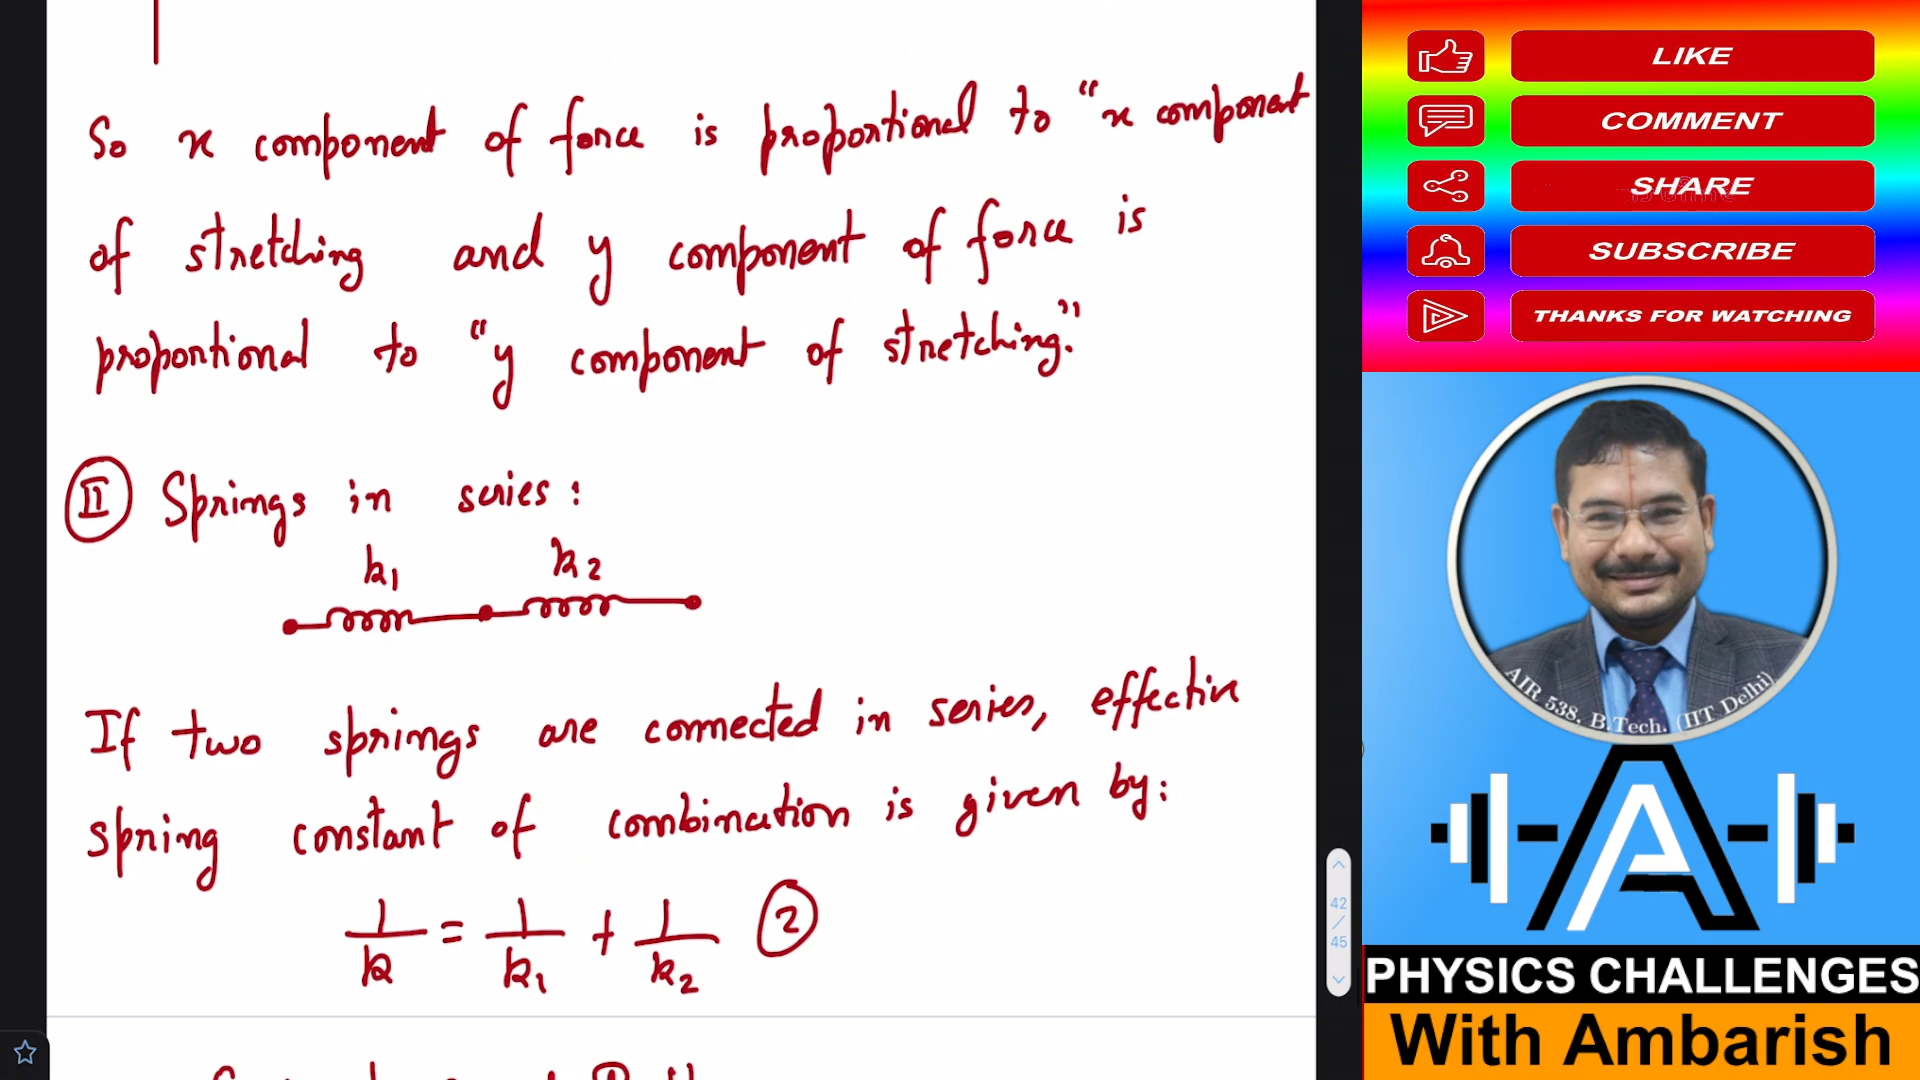 So x component of force is proportional to "x component
of stretching and y component of force is
proportional to "y component of stretching."
II Springs in series:
k1 k2
If two springs are connected in series, effective
spring constant of combination is given by:
1/k = 1/k1 + 1/k2 2
LIKE
COMMENT
SHARE
SUBSCRIBE
THANKS FOR WATCHING
AIR 538, B.Tech. (IIT Delhi)
A
42
/
45
PHYSICS CHALLENGES
With Ambarish